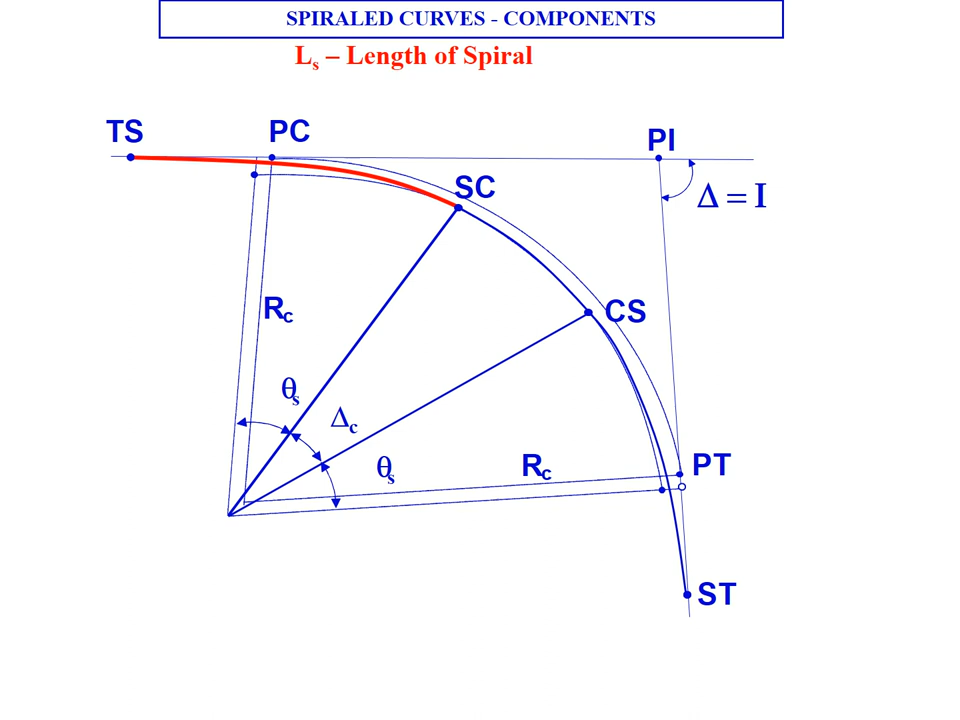 SPIRALED CURVES - COMPONENTS
Ls – Length of Spiral
TS
PC
PI
SC
Δ = I
Rc
CS
θs
Δc
θs
Rc
PT
ST